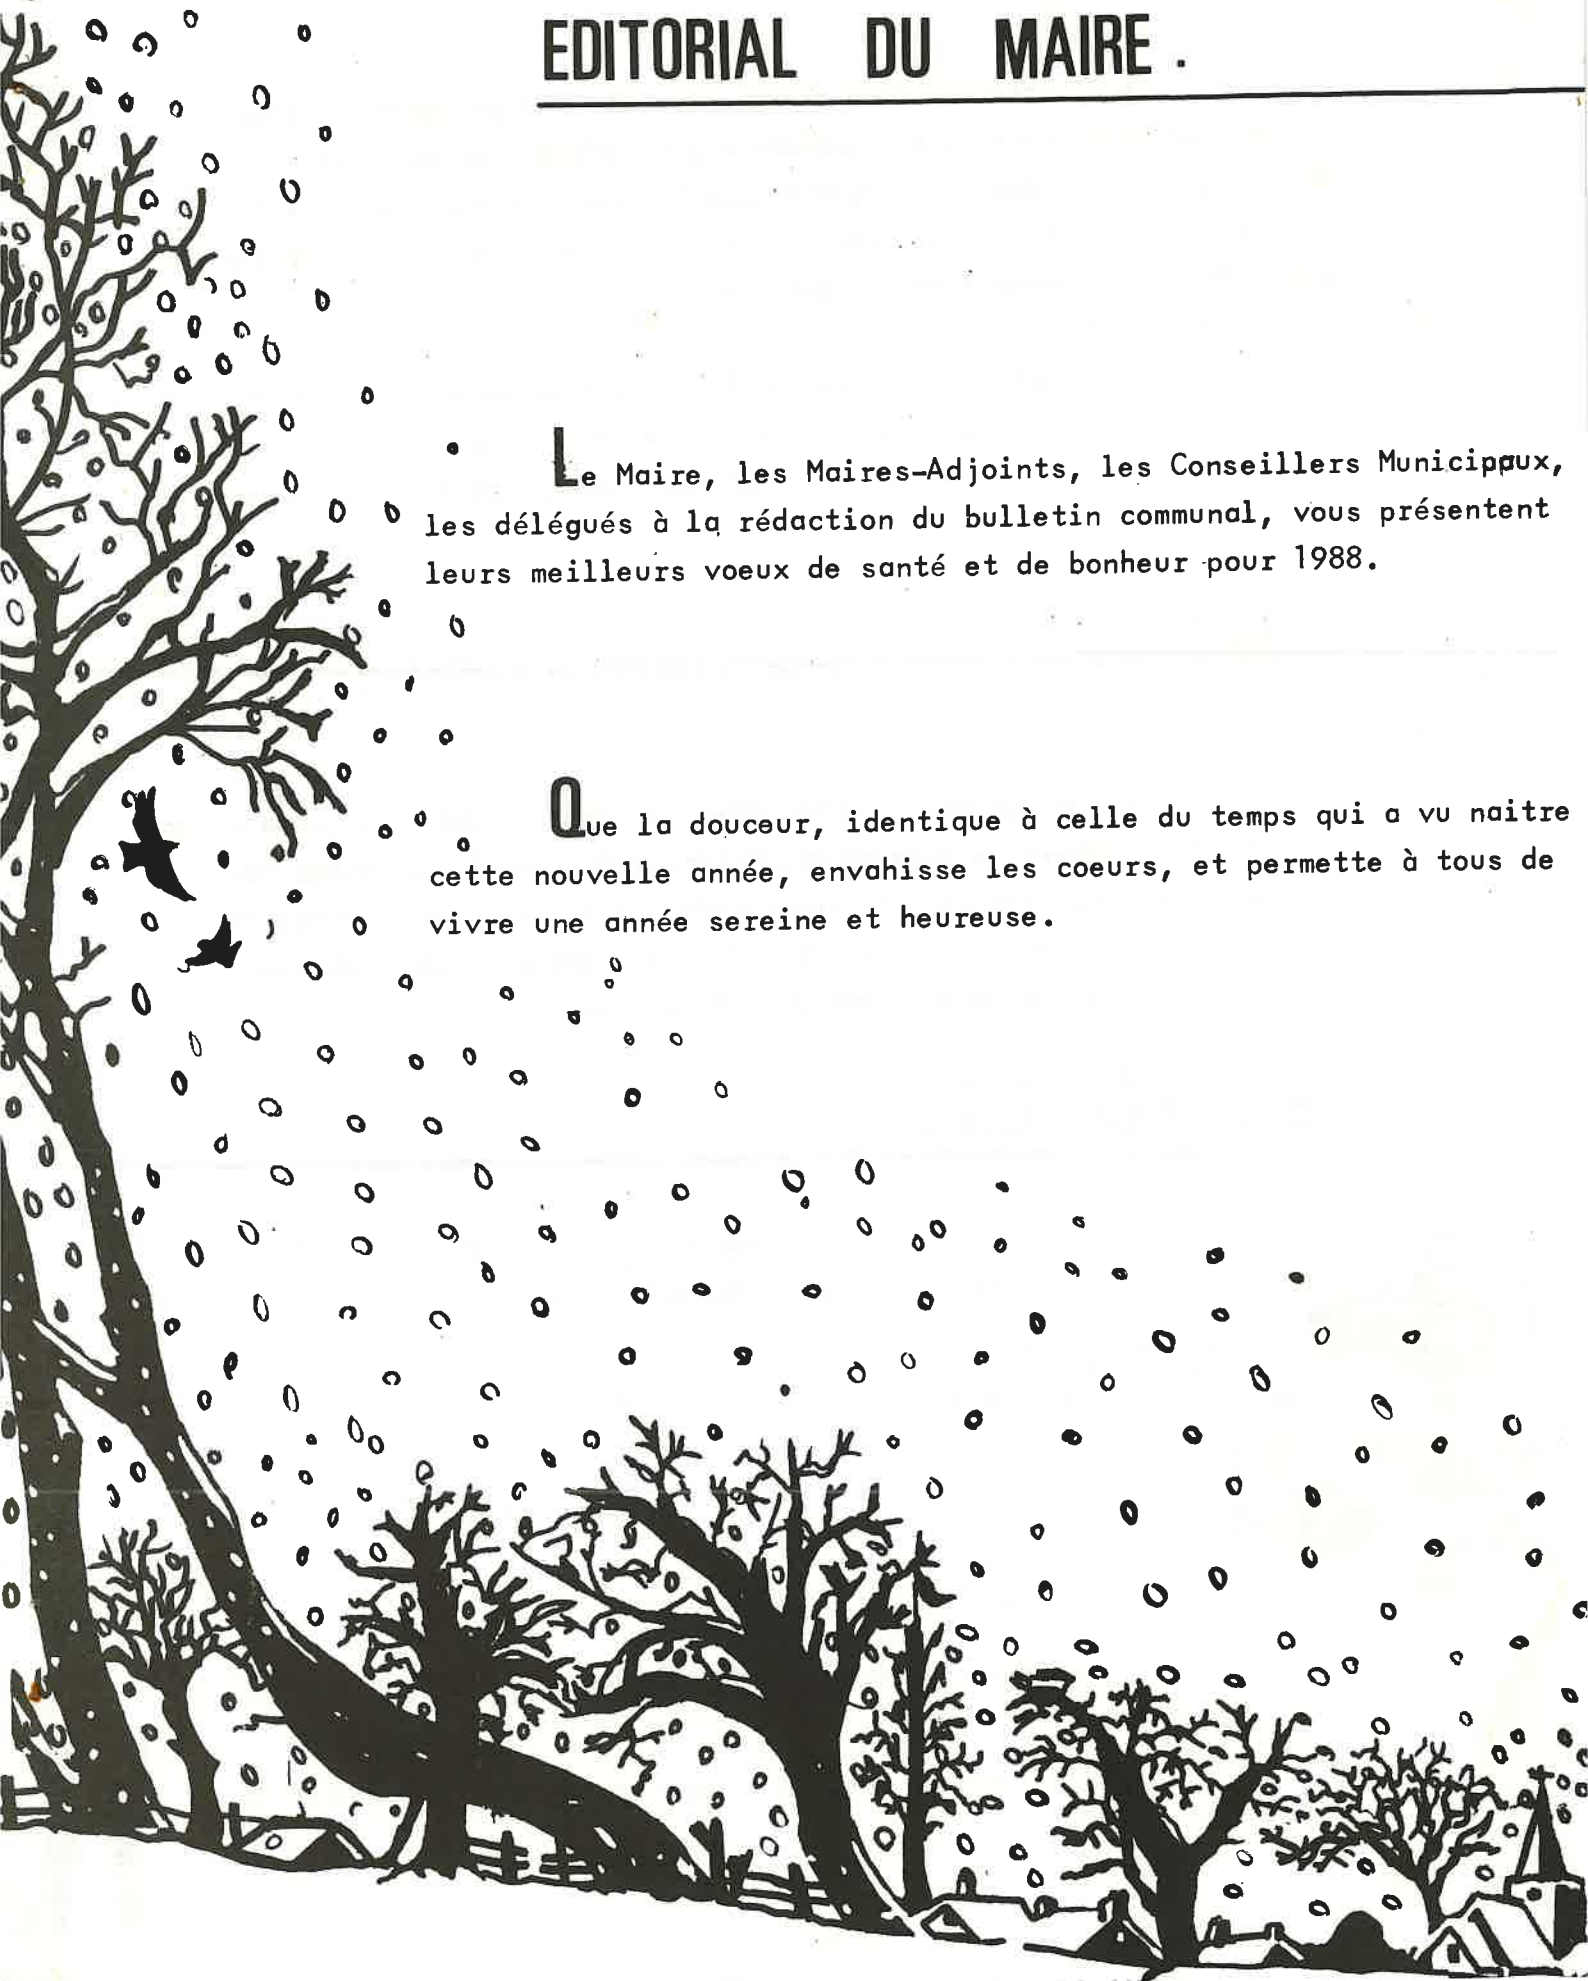 EDITORIAL DU MAIRE.
Le Maire, les Maires-Adjoints, les Conseillers Municipaux,
les délégués à la rédaction du bulletin communal, vous présentent
leurs meilleurs voeux de santé et de bonheur pour 1988.
Que la douceur, identique à celle du temps qui a vu naitre
cette nouvelle année, envahisse les coeurs, et permette à tous de
vivre une année sereine et heureuse.